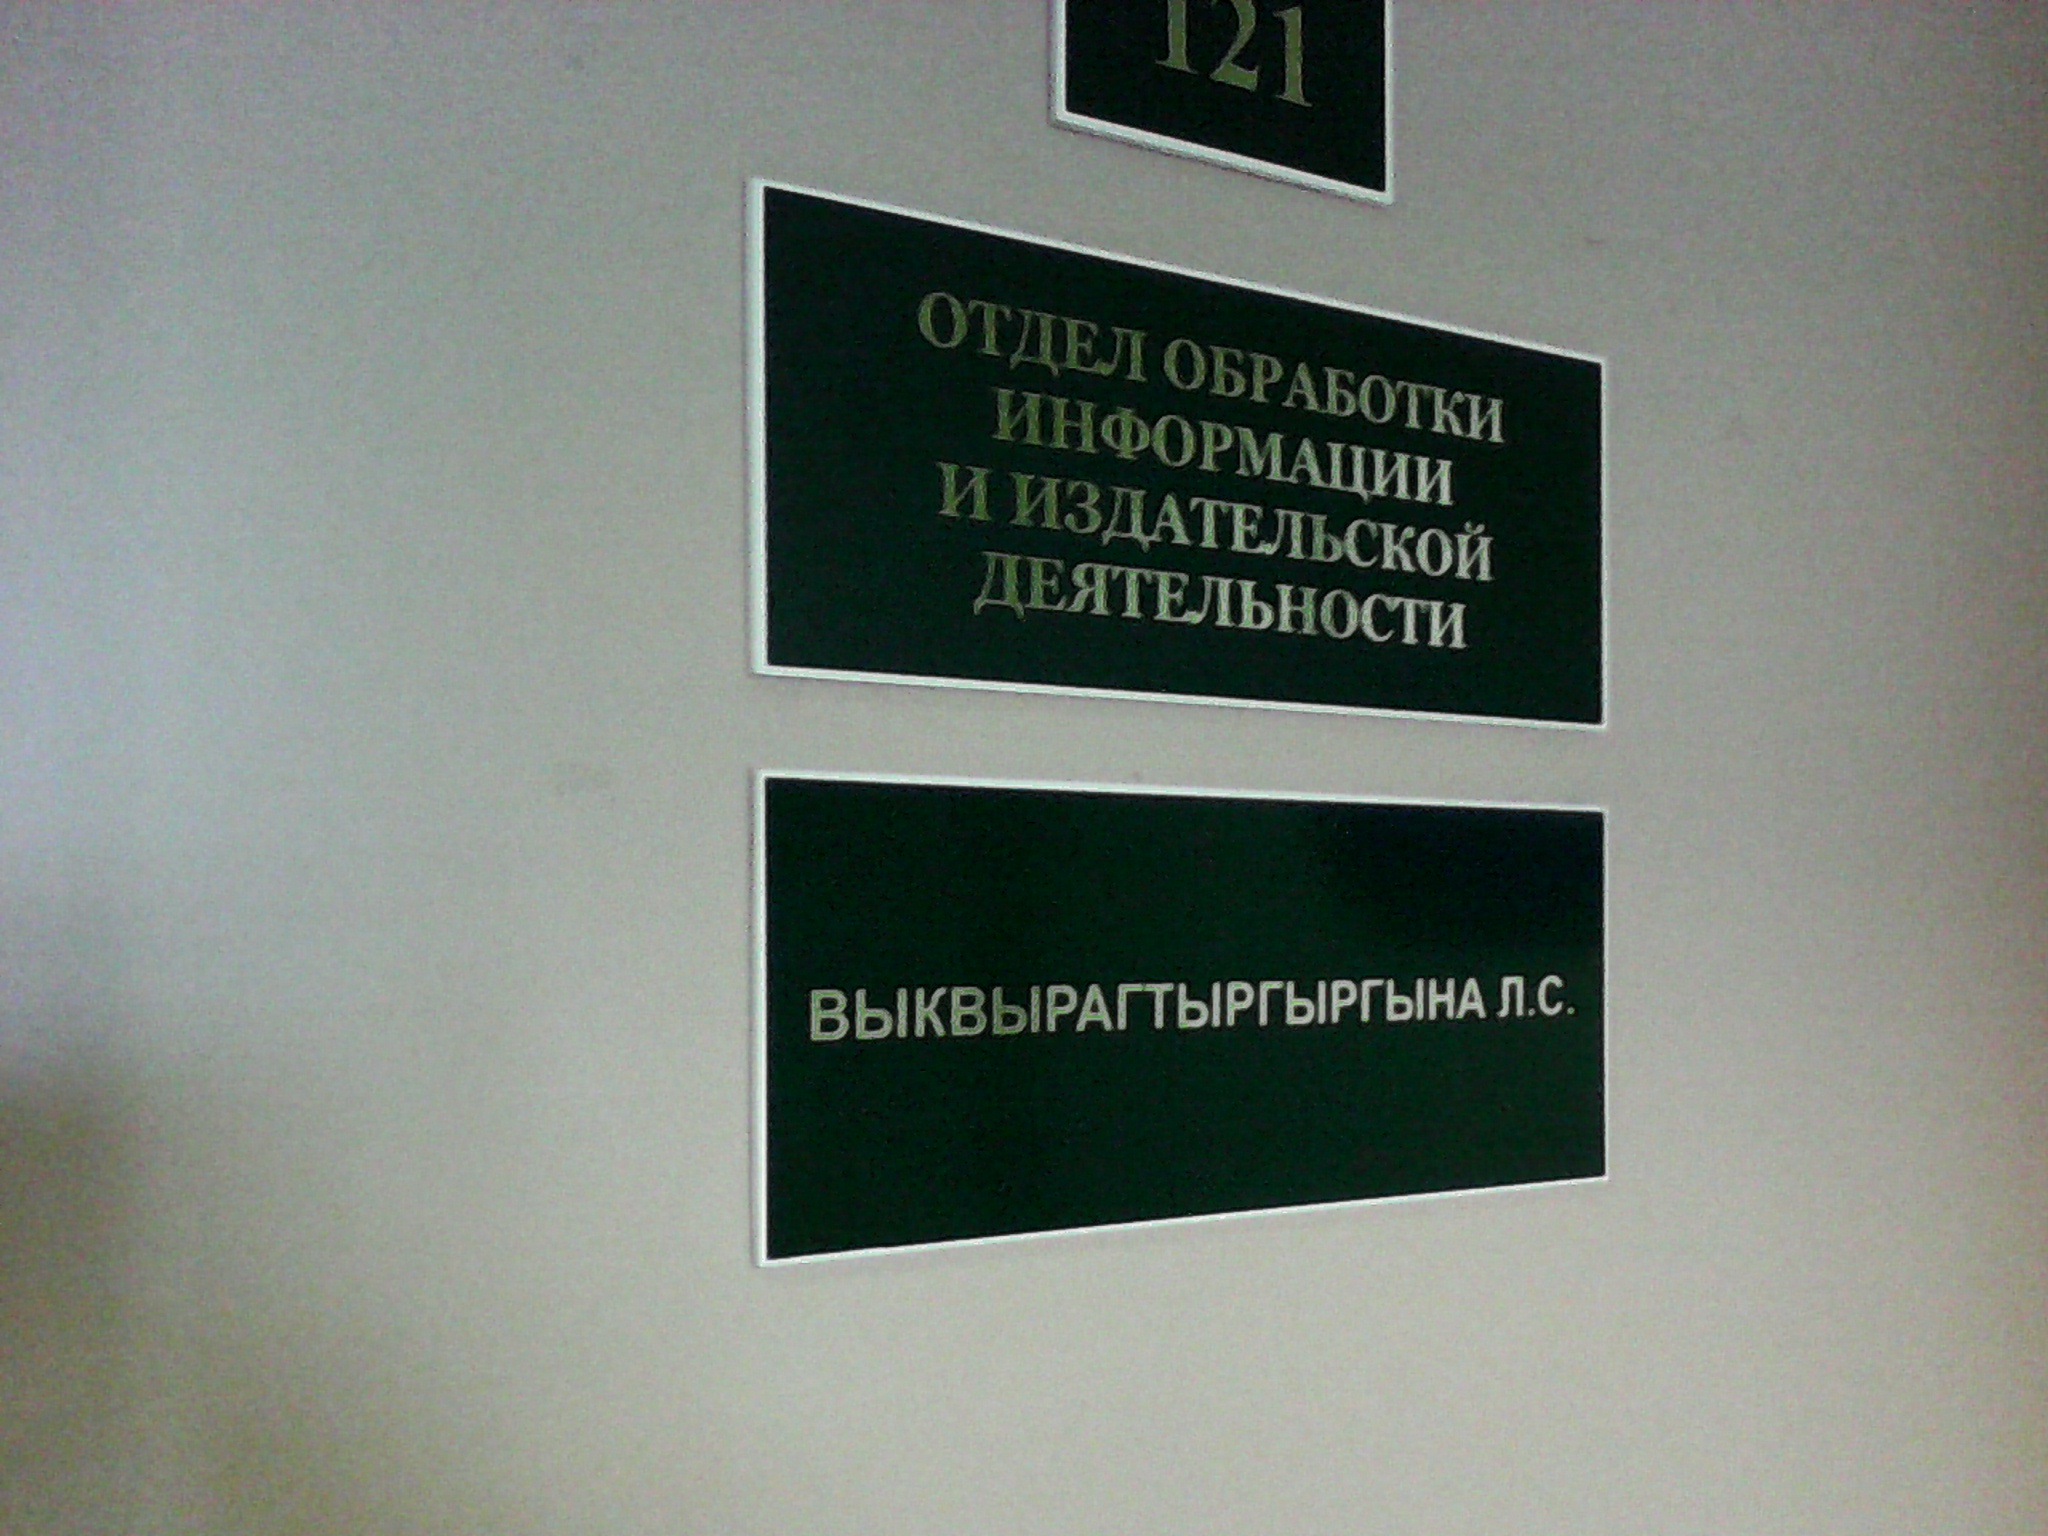 121
ОТДЕЛ ОБРАБОТКИ
ИНФОРМАЦИИ
И ИЗДАТЕЛЬСКОЙ
ДЕЯТЕЛЬНОСТИ
ВЫКВЫРАГТЫРГЫРГЫНА Л.С.